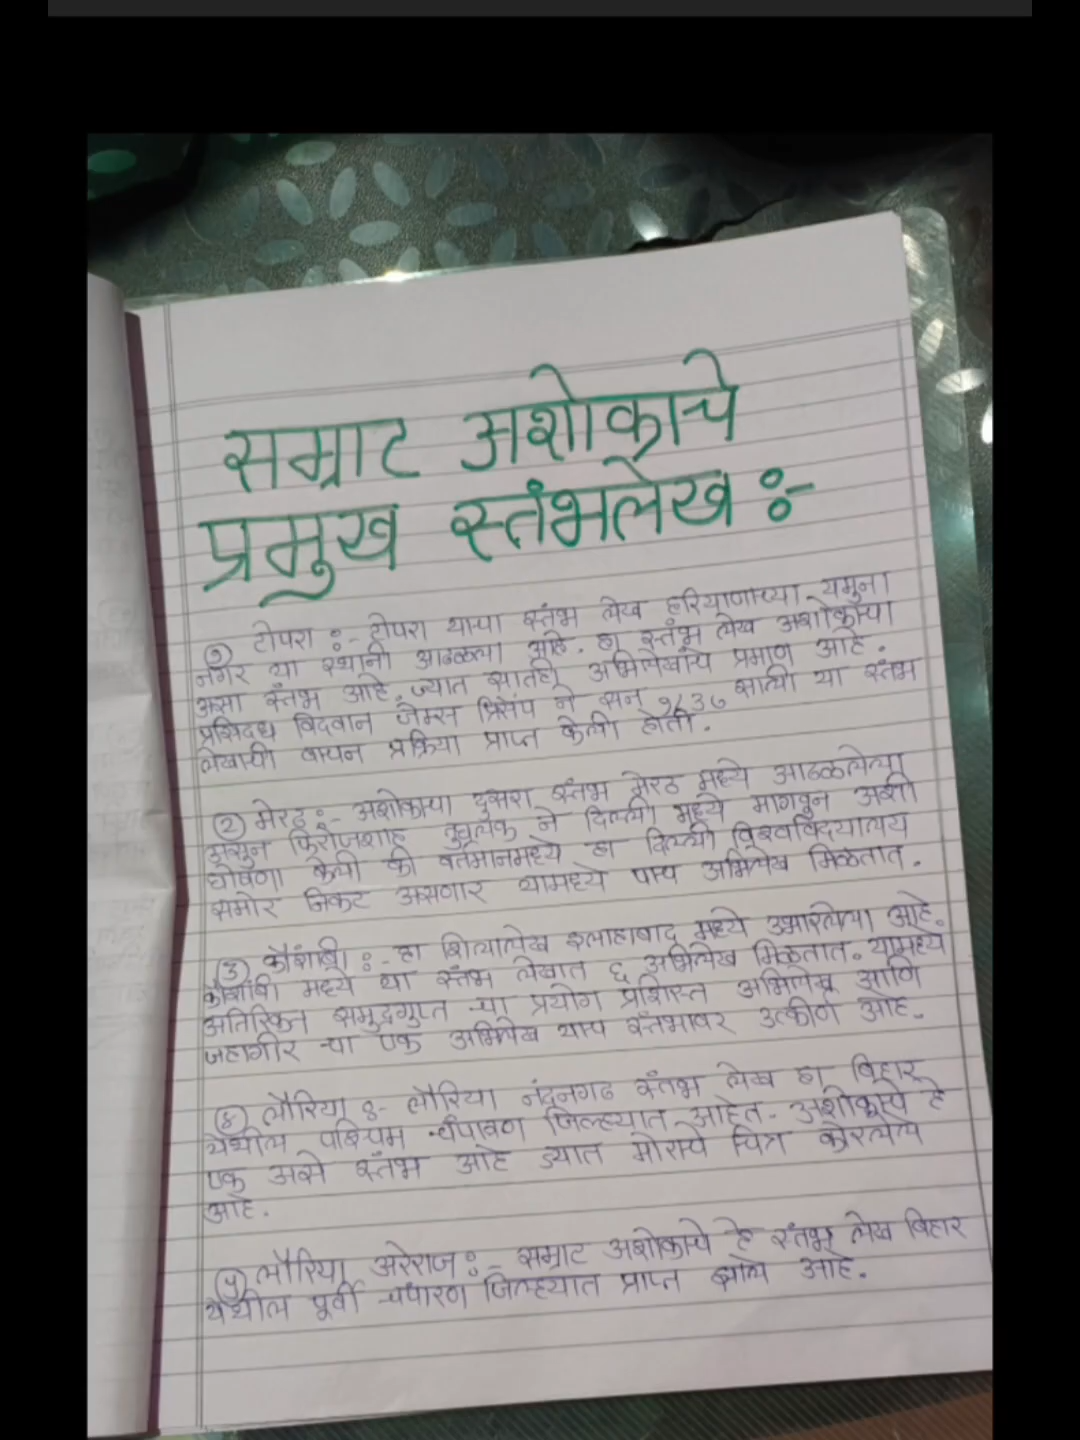 सम्राट अशोकाचे
प्रमुख स्तंभलेख :-
① टोपरा :- टोपरा याचा स्तंभ लेख हरियाणाच्या यमुना
नगर या स्थानी आढळला आहे. हा स्तंभ लेख अशोकाचा
असा स्तंभ आहे. ज्यात सातही अभिलेखांचे प्रमाण आहे.
प्रसिद्ध विदवान जेम्स प्रिंसेप ने सन् १८३७ साली या स्तंभ
लेखाची वाचन प्रक्रिया प्राप्त केली होती.
② मेरठ :- अशोकाचा दुसरा स्तंभ मेरठ मध्ये आढळलेला
असुन फिरोजशाह तुघलक ने दिल्ली मध्ये मागवुन अशी
घोषणा केली की वर्तमानमध्ये हा दिल्ली विश्वविदयालय
समोर निकट असणार यामध्ये पाच अभिलेख मिळतात.
③ कौशांबी :- हा शिलालेख इलाहाबाद मध्ये उभारलेला आहे.
कौशांबी मध्ये या स्तंभ लेखात ६ अभिलेख मिळतात. यामध्ये
अतिरिक्त समुद्रगुप्त चा प्रयोग प्रशिस्त अभिलेख आणि
जहागीर चा एक अभिलेख याच स्तंभावर उत्कीर्ण आहे.
④ लौरिया :- लौरिया नंदनगढ स्तंभ लेख हा बिहार
येथील पश्चिम चंपारण जिल्ह्यात आहेत. अशोकाचे हे
एक असे स्तंभ आहे ज्यात मोराचे चित्र कोरलेले
आहे.
⑤ लौरिया अरेराज :- सम्राट अशोकाचे हे स्तंभ लेख बिहार
येथील पूर्वी चंपारण जिल्ह्यात प्राप्त झाले आहे.